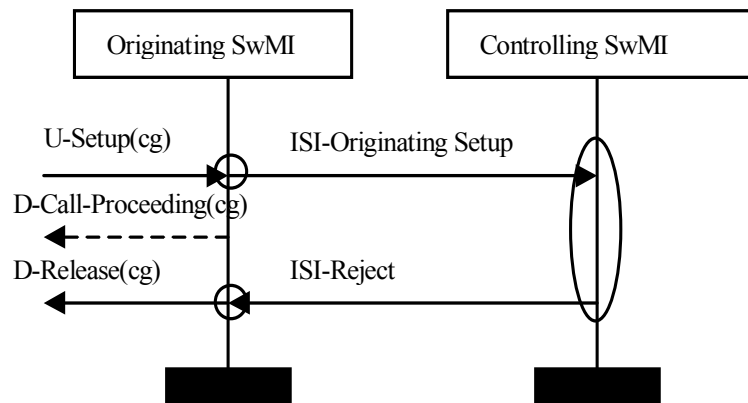 Originating SwMI
Controlling SwMI
U-Setup(cg)
ISI-Originating Setup
D-Call-Proceeding(cg)
D-Release(cg)
ISI-Reject